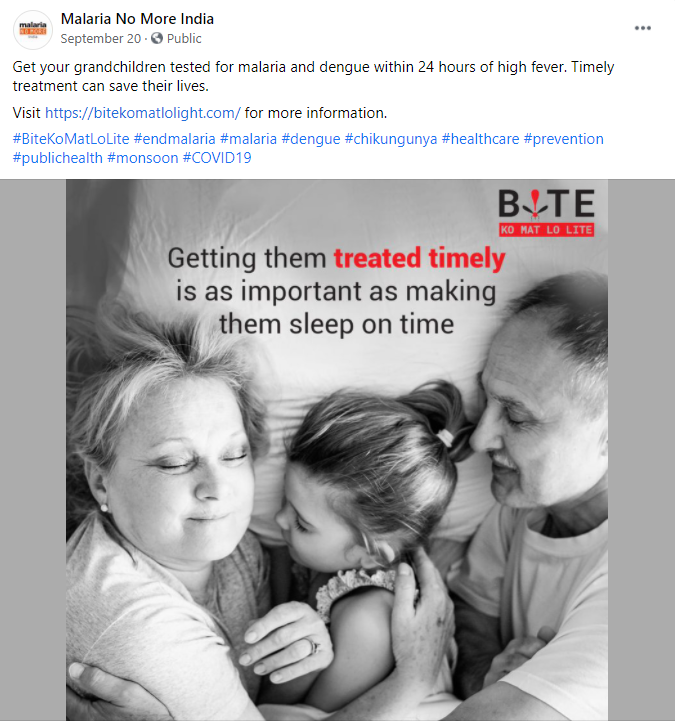 malaria
NO MORE
Malaria No More India
September 20 · Public
Get your grandchildren tested for malaria and dengue within 24 hours of high fever. Timely
treatment can save their lives.
Visit https://bitekomatlolight.com/ for more information.
#BiteKoMatLoLite #endmalaria #malaria #dengue #chikungunya #healthcare #prevention
#publichealth #monsoon #COVID19
BITE
KO MAT LO LITE
Getting them treated timely
is as important as making
them sleep on time